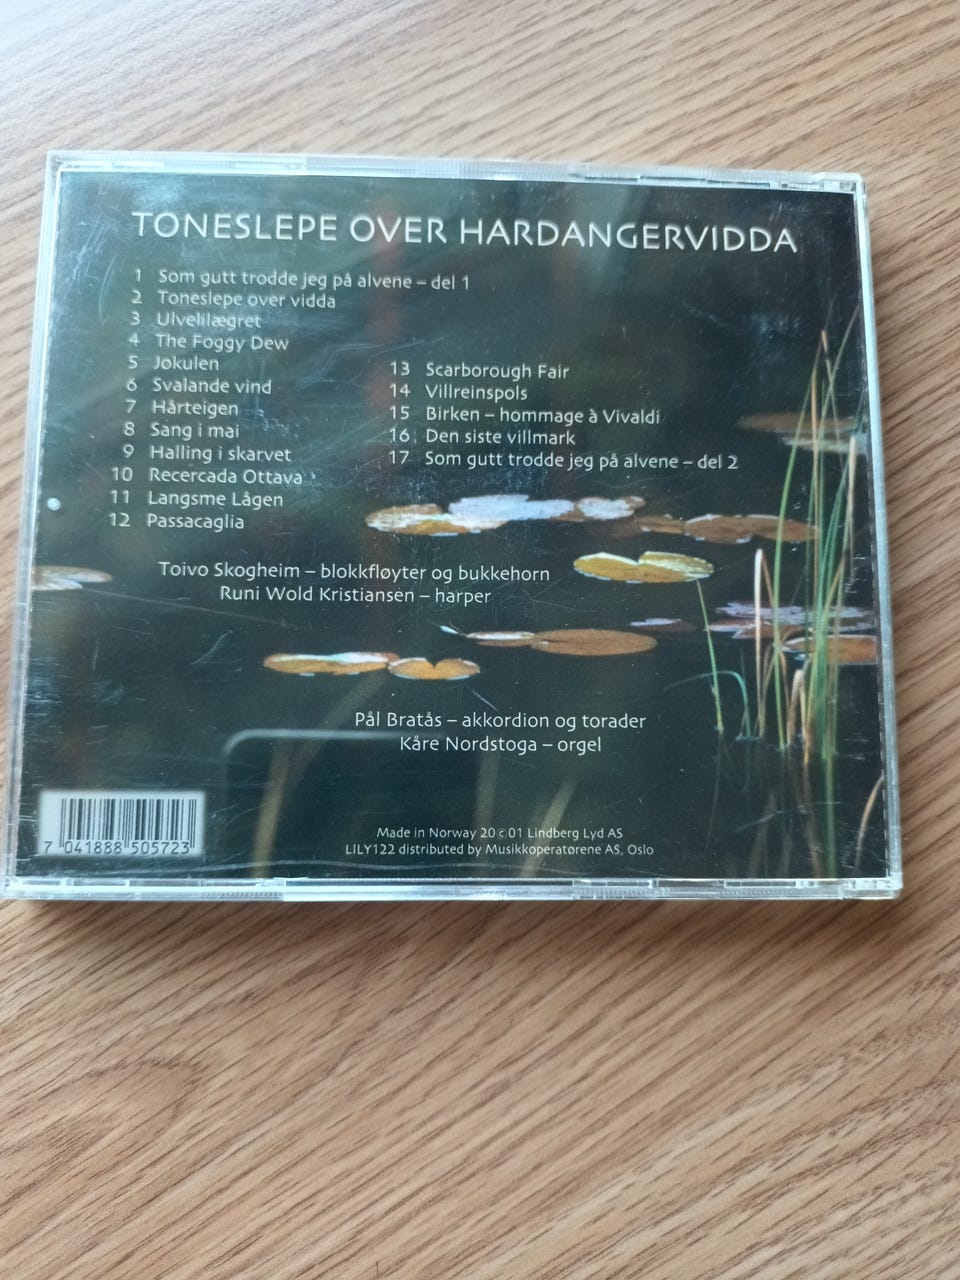 TONESLEPE OVER HARDANGERVIDDA
1 Som gutt trodde jeg på alvene – del 1
2 Toneslepe over vidda
3 Ulvelilægret
4 The Foggy Dew
5 Jokulen
6 Svalande vind
7 Hårteigen
8 Sang i mai
9 Halling i skarvet
10 Recercada Ottava
11 Langsme Lågen
12 Passacaglia
13 Scarborough Fair
14 Villreinspols
15 Birken – hommage à Vivaldi
16 Den siste villmark
17 Som gutt trodde jeg på alvene – del 2
Toivo Skogheim – blokkfløyter og bukkehorn
Runi Wold Kristiansen – harper
Pål Bratås – akkordion og torader
Kåre Nordstoga – orgel
Made in Norway 20©01 Lindberg Lyd AS
LILY122 distributed by Musikkoperatørene AS, Oslo
7 041888 505723